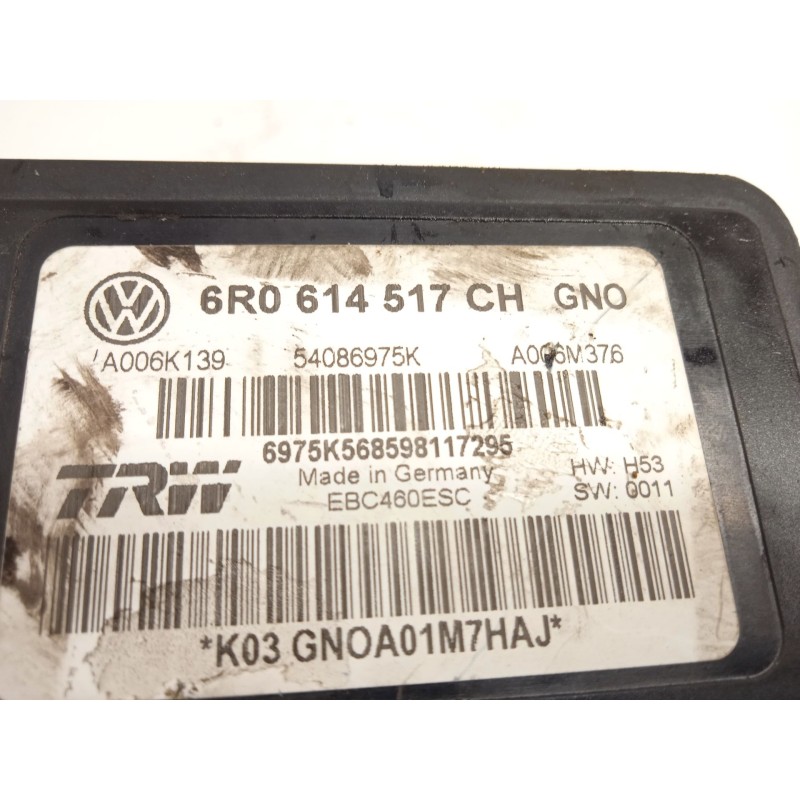 6R0 614 517 CH GNO
A006K139 54086975K A006M376
6975K568598117295
TRW Made in Germany HW: H53
EBC460ESC SW: 0011
*K03 GNOA01M7HAJ*